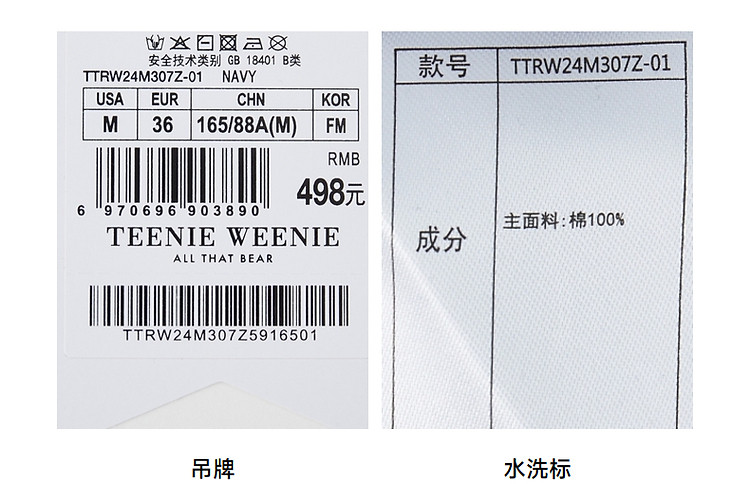 安全技术类别 GB 18401 B类
TTRW24M307Z-01 NAVY
USA EUR CHN KOR
M 36 165/88A(M) FM
RMB
498元
6 970696 903890
TEENIE WEENIE
ALL THAT BEAR
TTRW24M307Z5916501
吊牌
款号 TTRW24M307Z-01
成分 主面料:棉100%
水洗标